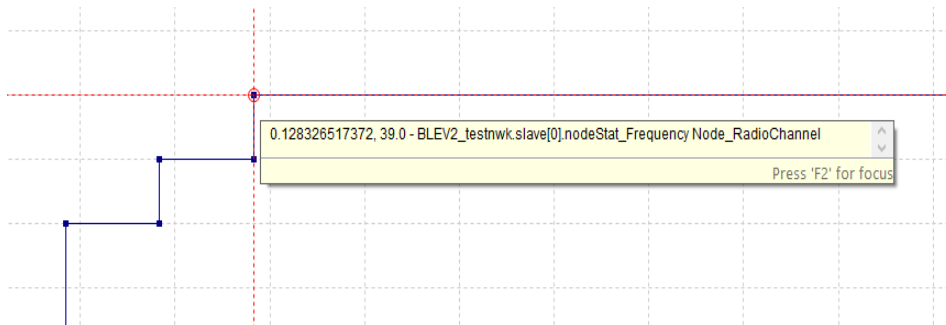 0.128326517372, 39.0 - BLEV2_testnwk.slave[0].nodeStat_Frequency Node_RadioChannel
Press 'F2' for focus